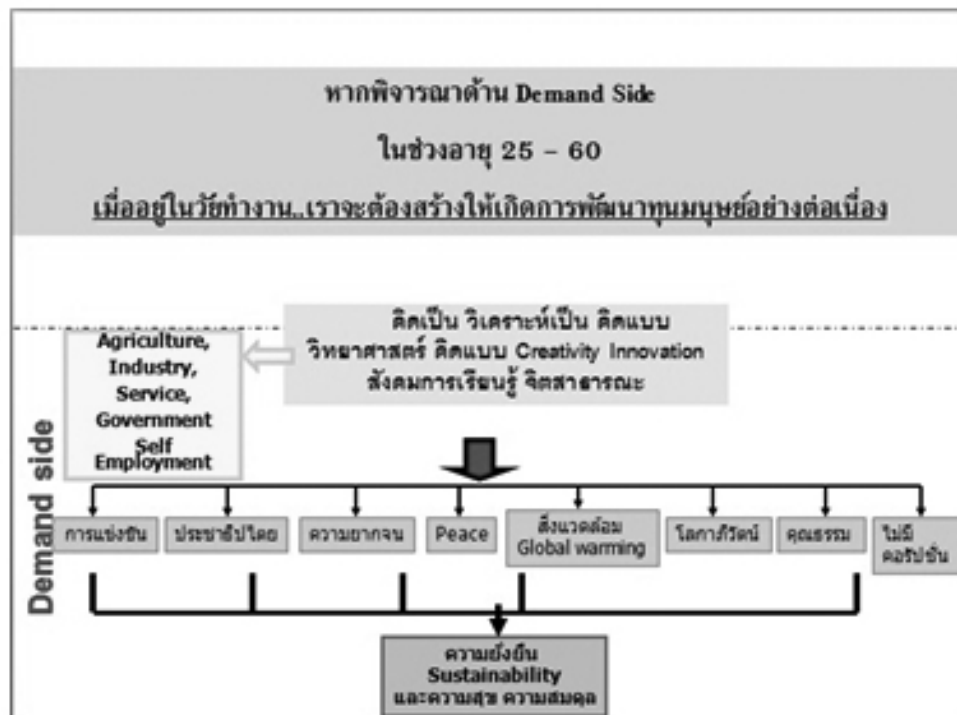 หากพิจารณาด้าน Demand Side
ในช่วงอายุ 25 - 60
เมื่ออยู่ในวัยทำงาน..เราจะต้องสร้างให้เกิดการพัฒนาทุนมนุษย์อย่างต่อเนื่อง
คิดเป็น วิเคราะห์เป็น คิดแบบ
วิทยาศาสตร์ คิดแบบ Creativity Innovation
สังคมการเรียนรู้ จิตสาธารณะ
Agriculture,
Industry,
Service,
Government
Self
Employment
Demand side
การแข่งขัน
ประชาธิปไตย
ความยากจน
Peace
สิ่งแวดล้อม
Global warming
โลกาภิวัตน์
คุณธรรม
ไม่มี
คอรัปชั่น
ความยั่งยืน
Sustainability
และความสุข ความสมดุล